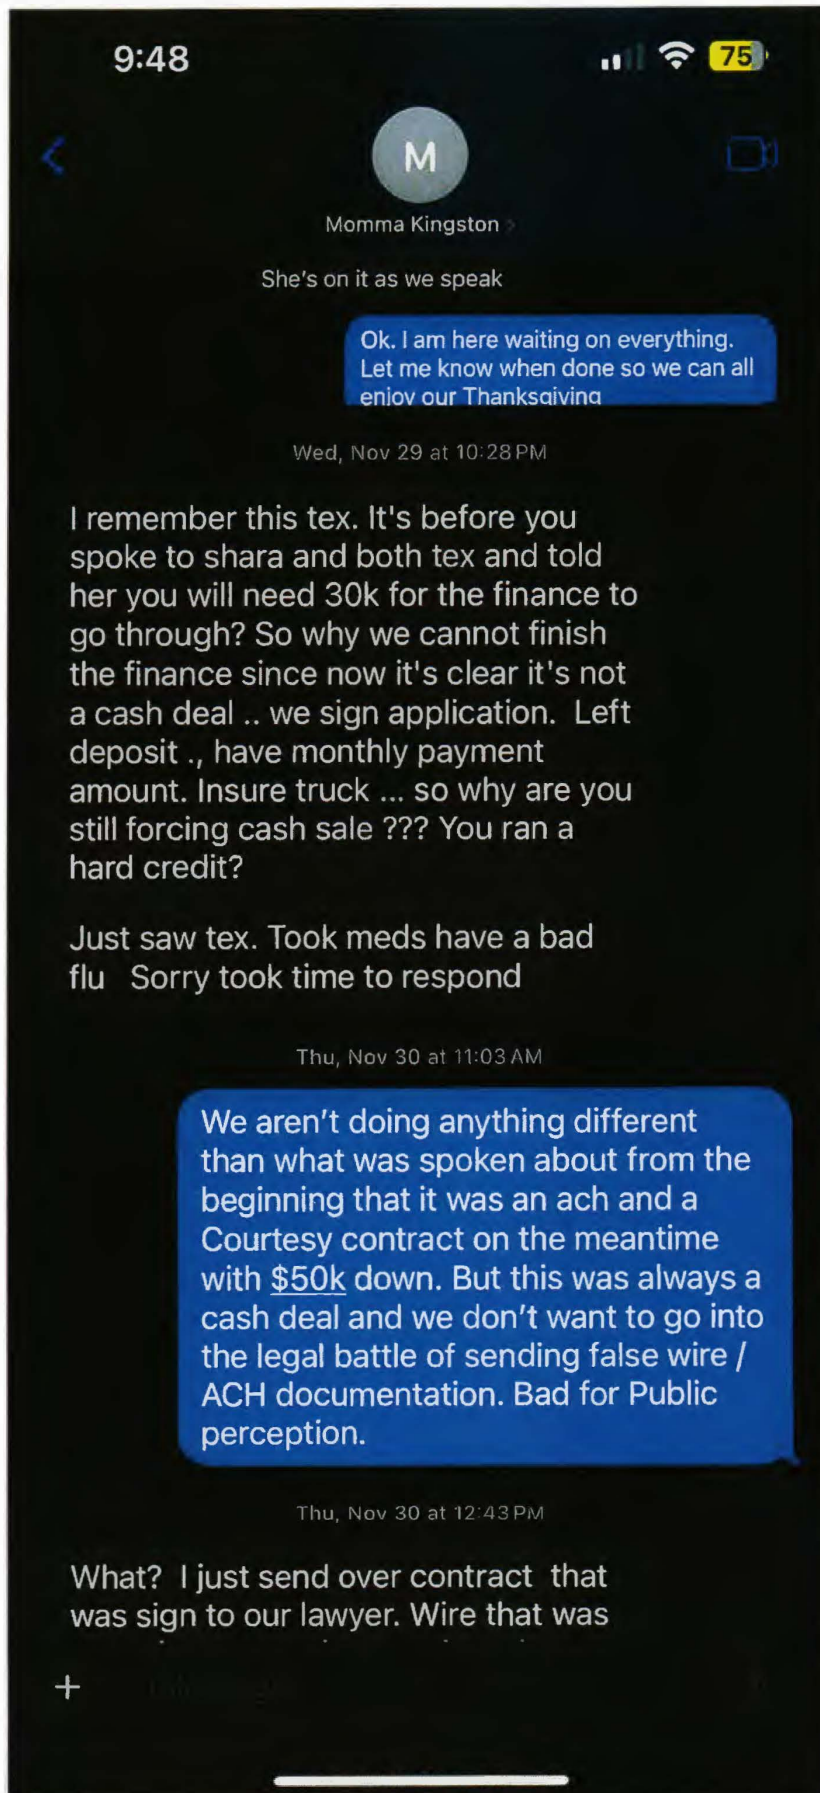 9:48
75
M
Momma Kingston
She's on it as we speak
Ok. I am here waiting on everything.
Let me know when done so we can all
enjoy our Thanksgiving
Wed, Nov 29 at 10:28 PM
I remember this tex. It's before you
spoke to shara and both tex and told
her you will need 30k for the finance to
go through? So why we cannot finish
the finance since now it's clear it's not
a cash deal .. we sign application.  Left
deposit ., have monthly payment
amount. Insure truck ... so why are you
still forcing cash sale ??? You ran a
hard credit?
Just saw tex. Took meds have a bad
flu   Sorry took time to respond
Thu, Nov 30 at 11:03 AM
We aren't doing anything different
than what was spoken about from the
beginning that it was an ach and a
Courtesy contract on the meantime
with $50k down. But this was always a
cash deal and we don't want to go into
the legal battle of sending false wire /
ACH documentation. Bad for Public
perception.
Thu, Nov 30 at 12:43 PM
What?  I just send over contract  that
was sign to our lawyer. Wire that was